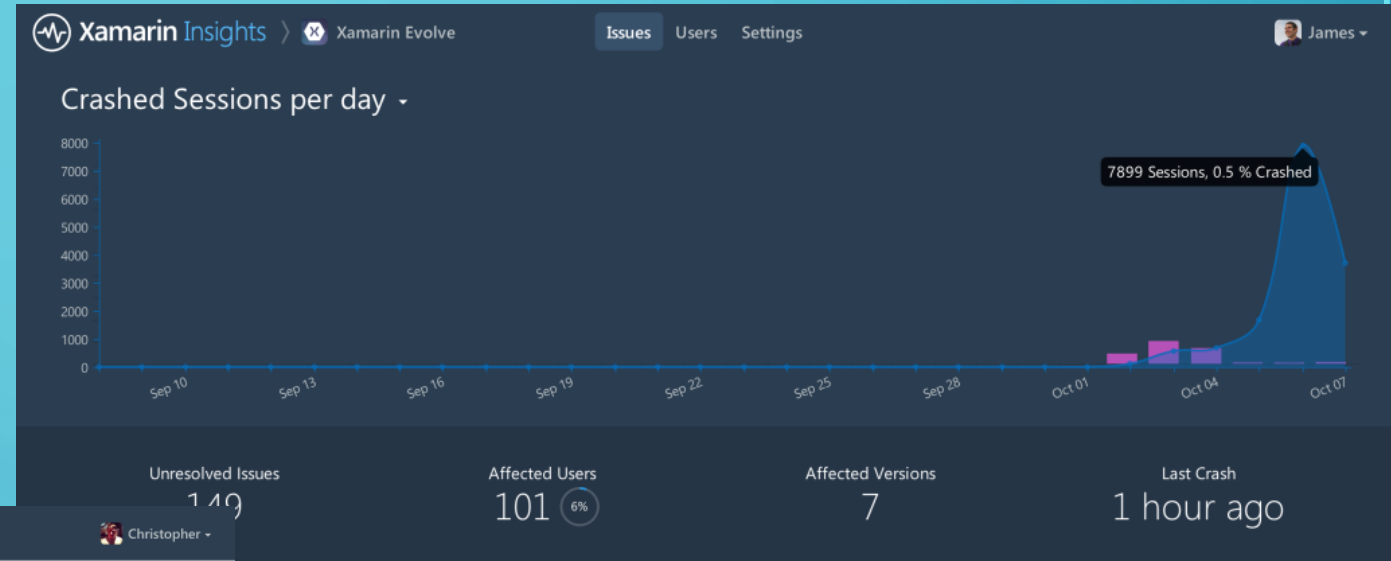 Xamarin Insights Xamarin Evolve Issues Users Settings James
Crashed Sessions per day
8000
7000
7899 Sessions, 0.5 % Crashed
6000
5000
4000
3000
2000
1000
0
Sep 10 Sep 13 Sep 16 Sep 19 Sep 22 Sep 25 Sep 28 Oct 01 Oct 04 Oct 07
Unresolved Issues Affected Users Affected Versions Last Crash
149 101 6% 7 1 hour ago
Christopher